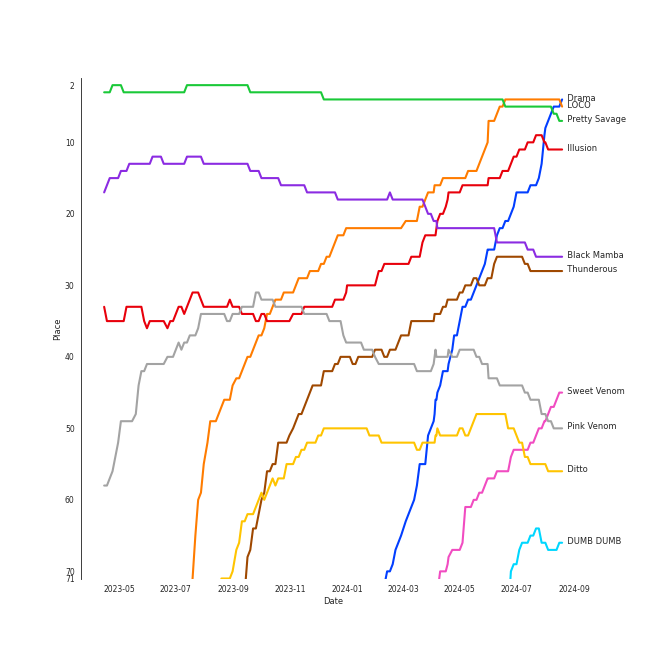 2
10
20
30
40
50
60
70
71
Place
2023-05
2023-07
2023-09
2023-11
2024-01
2024-03
2024-05
2024-07
2024-09
Date
Drama
LOCO
Pretty Savage
Illusion
Black Mamba
Thunderous
Sweet Venom
Pink Venom
Ditto
DUMB DUMB